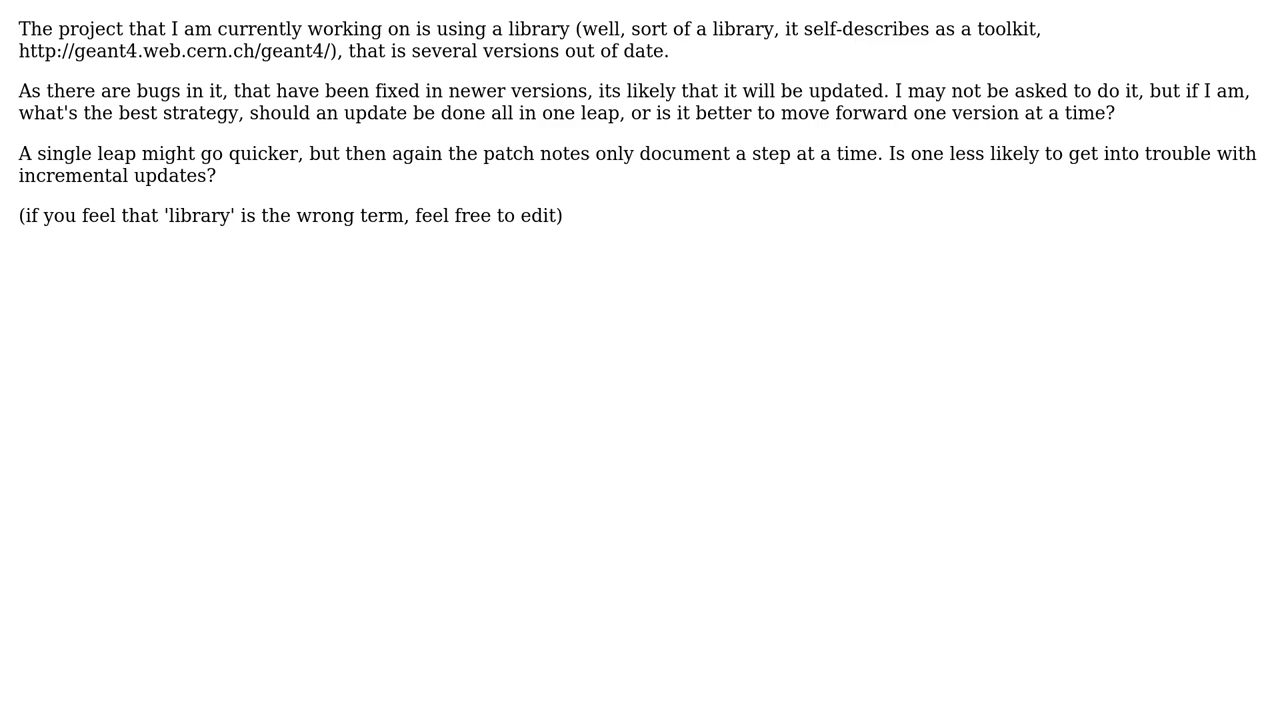 The project that I am currently working on is using a library (well, sort of a library, it self-describes as a toolkit,
http://geant4.web.cern.ch/geant4/), that is several versions out of date.
As there are bugs in it, that have been fixed in newer versions, its likely that it will be updated. I may not be asked to do it, but if I am,
what's the best strategy, should an update be done all in one leap, or is it better to move forward one version at a time?
A single leap might go quicker, but then again the patch notes only document a step at a time. Is one less likely to get into trouble with
incremental updates?
(if you feel that 'library' is the wrong term, feel free to edit)